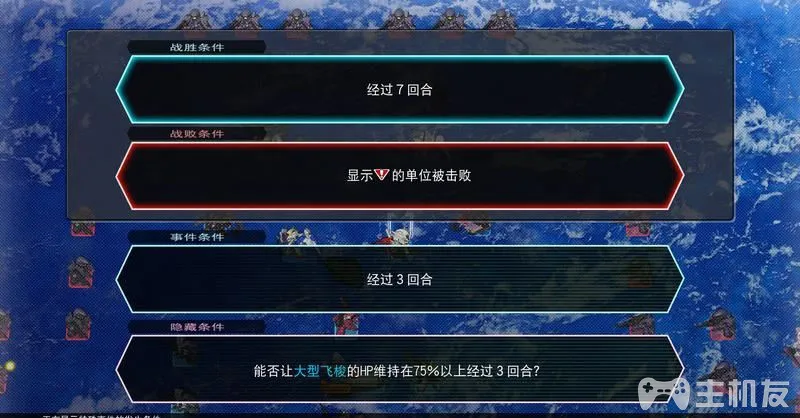 战胜条件
经过7回合
战败条件
显示的单位被击败
事件条件
经过3回合
隐藏条件
能否让大型飞梭的HP维持在75%以上经过3回合?
主机友